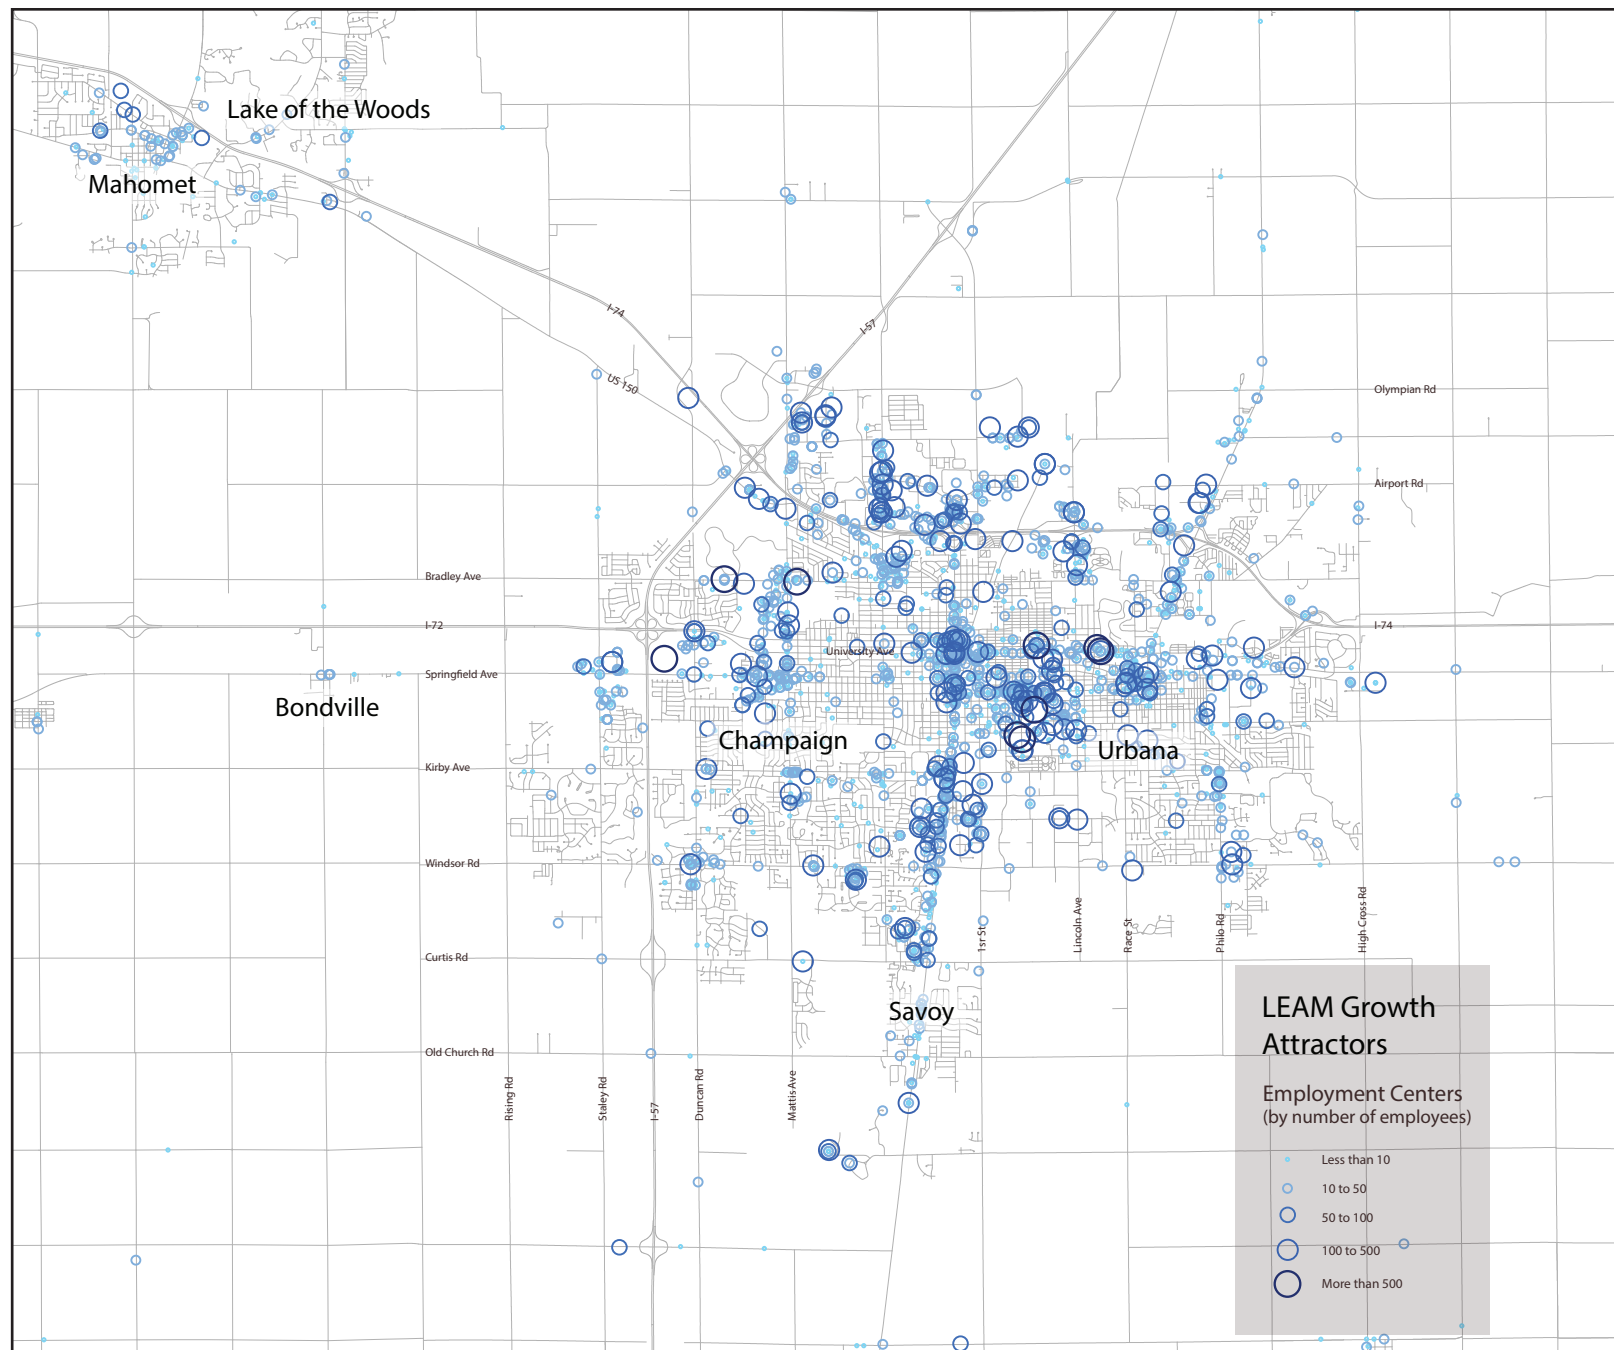 Lake of the Woods
Mahomet
I-74
I-57
US 150
Olympian Rd
Airport Rd
Bradley Ave
I-72
I-74
University Ave
Springfield Ave
Bondville
Champaign
Urbana
Kirby Ave
Windsor Rd
1sr St
Lincoln Ave
Race St
Philo Rd
High Cross Rd
Curtis Rd
Savoy
Old Church Rd
Rising Rd
Staley Rd
I-57
Duncan Rd
Mattis Ave
LEAM Growth
Attractors
Employment Centers
(by number of employees)
Less than 10
10 to 50
50 to 100
100 to 500
More than 500